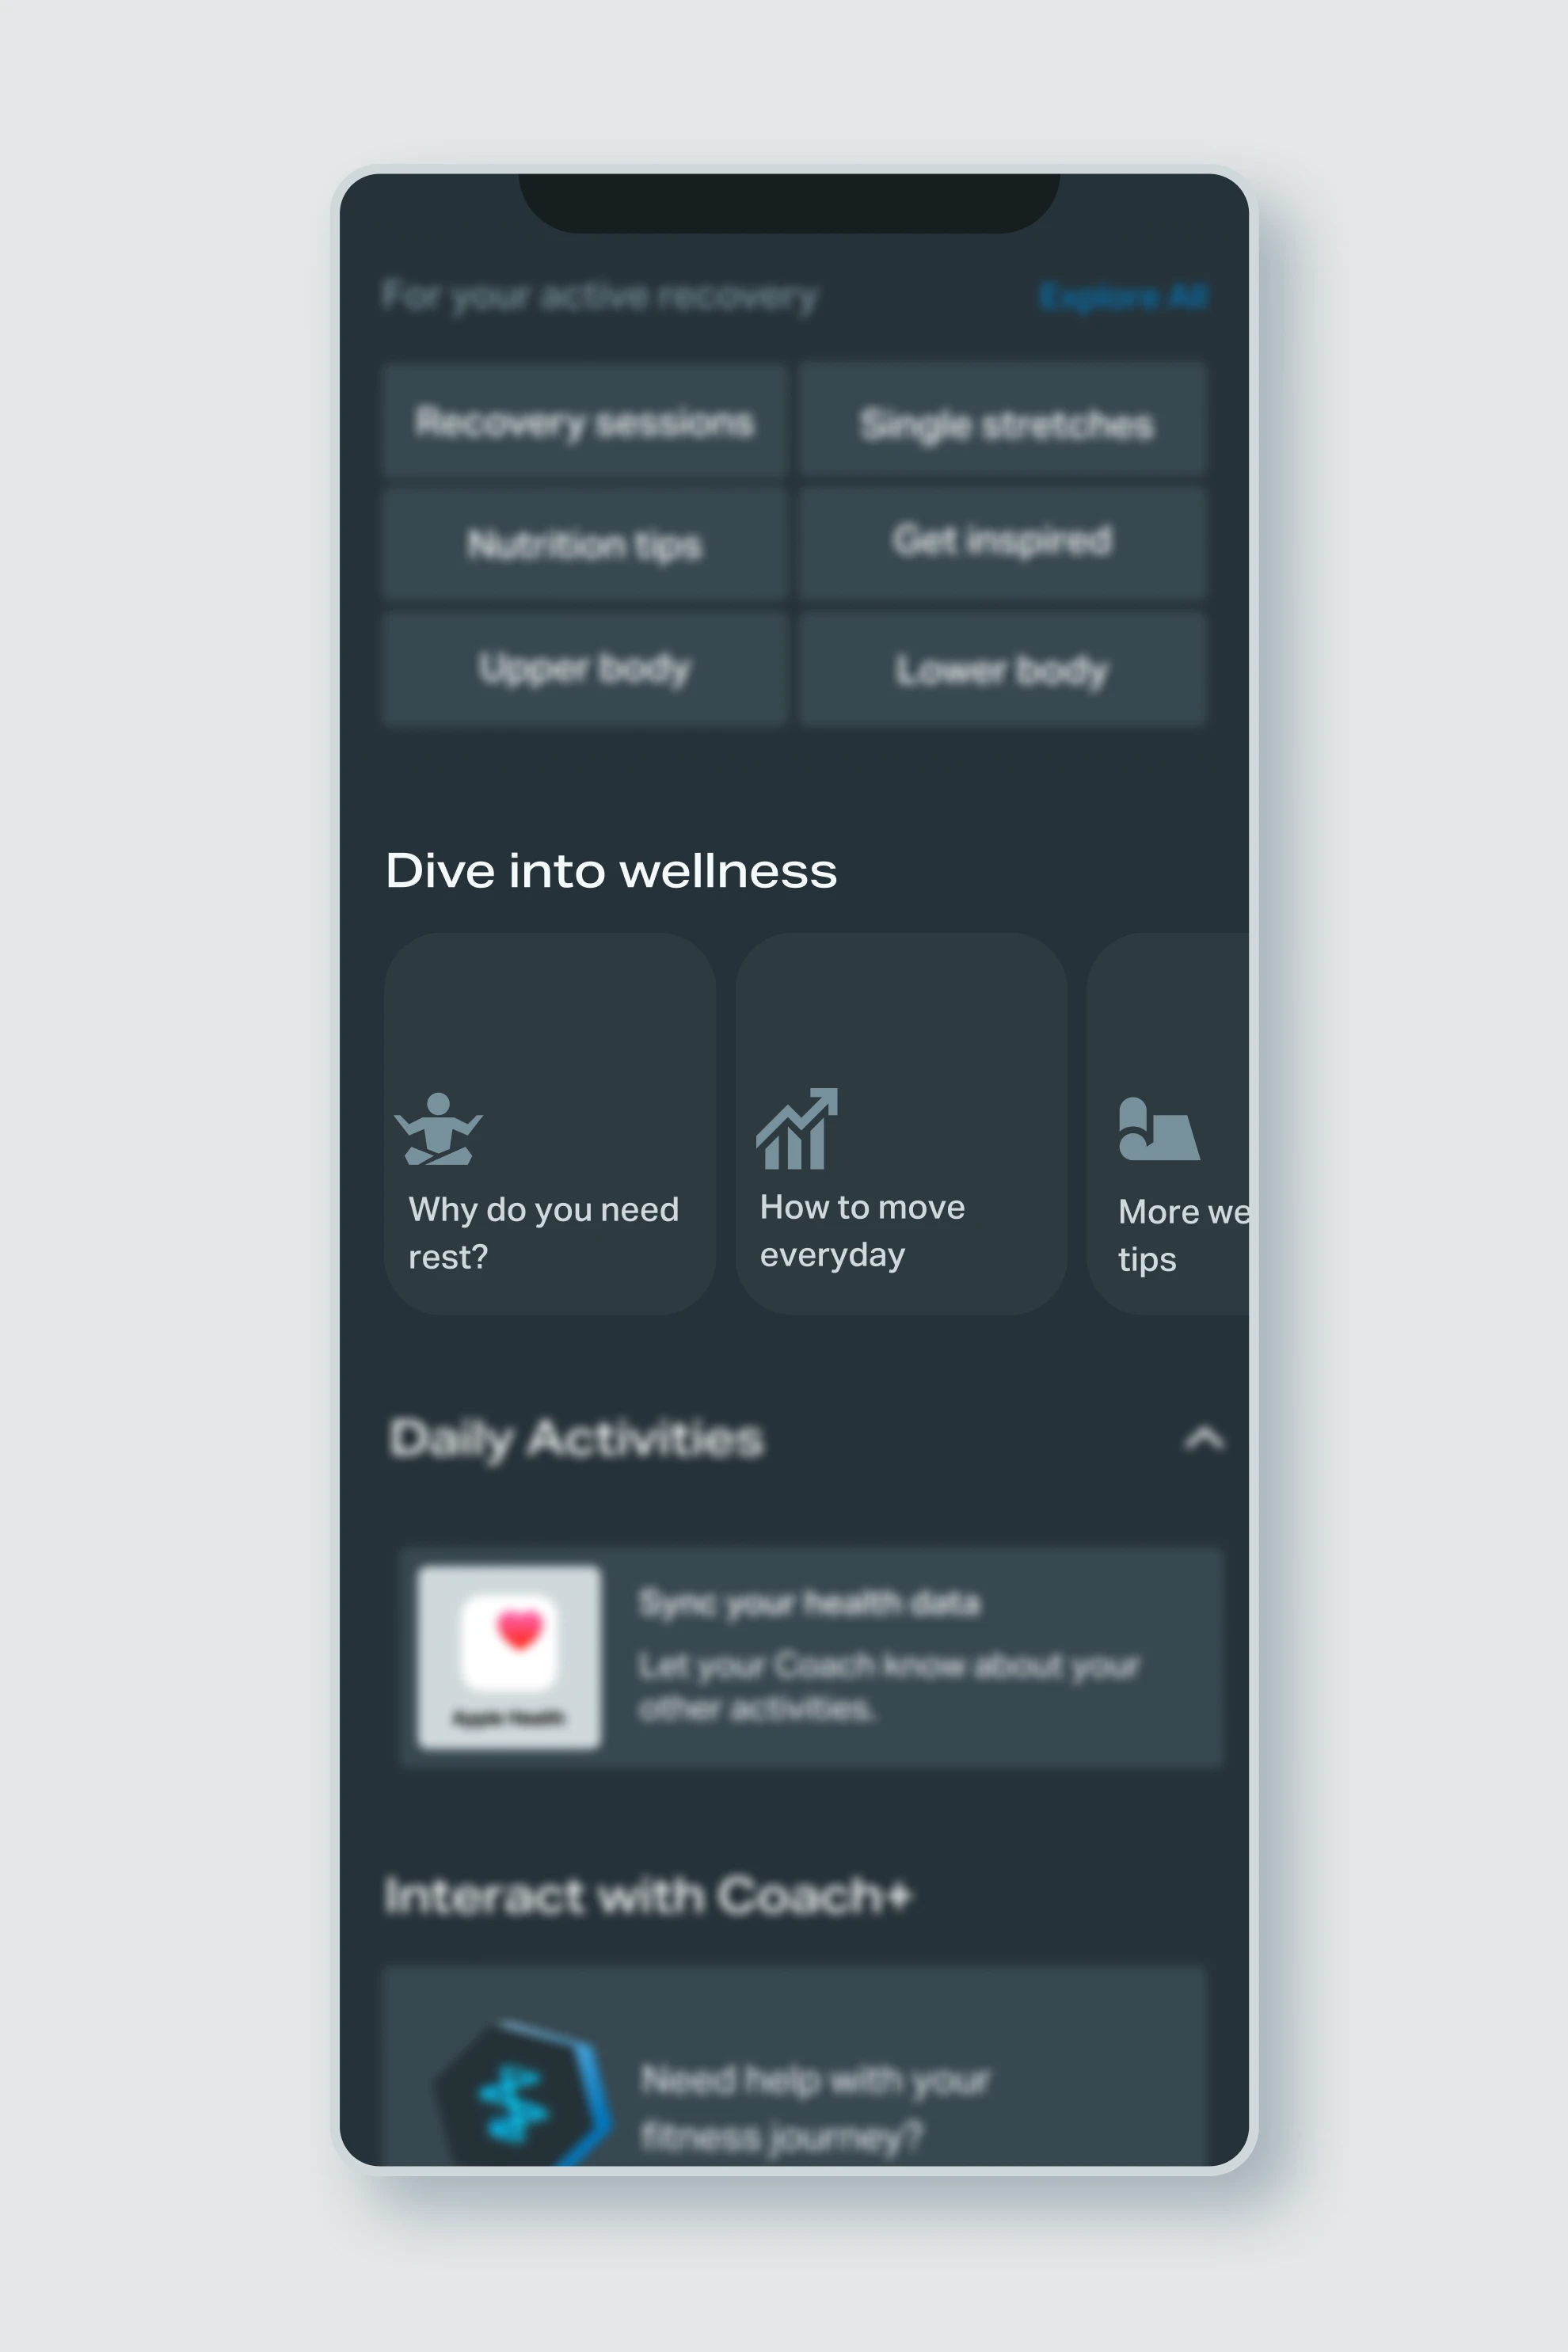 For your active recovery
Explore All
Recovery sessions
Single stretches
Nutrition tips
Get inspired
Upper body
Lower body
Dive into wellness
Why do you need
rest?
How to move
everyday
More we
tips
Daily Activities
Sync your health data
Let your Coach know about your
other activities.
Apple Health
Interact with Coach+
Need help with your
fitness journey?